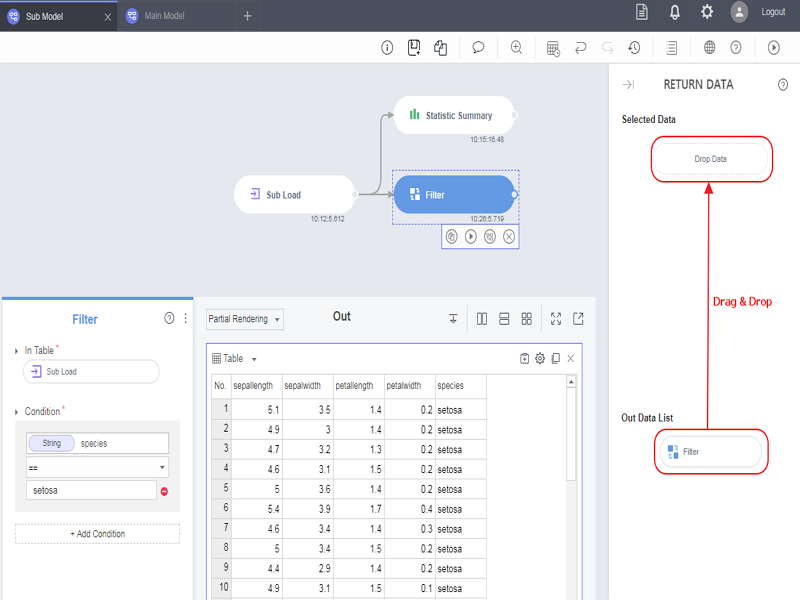 Sub Model
Main Model
Logout
RETURN DATA
Selected Data
Drop Data
Drag & Drop
Out Data List
Filter
Statistic Summary
10:15:16.48
Sub Load
10:12:5.612
Filter
10:26:5.719
Filter
In Table *
Sub Load
Condition *
String species
==
setosa
+ Add Condition
Partial Rendering
Out
Table
No. sepallength sepalwidth petallength petalwidth species
1 5.1 3.5 1.4 0.2 setosa
2 4.9 3 1.4 0.2 setosa
3 4.7 3.2 1.3 0.2 setosa
4 4.6 3.1 1.5 0.2 setosa
5 5 3.6 1.4 0.2 setosa
6 5.4 3.9 1.7 0.4 setosa
7 4.6 3.4 1.4 0.3 setosa
8 5 3.4 1.5 0.2 setosa
9 4.4 2.9 1.4 0.2 setosa
10 4.9 3.1 1.5 0.1 setosa